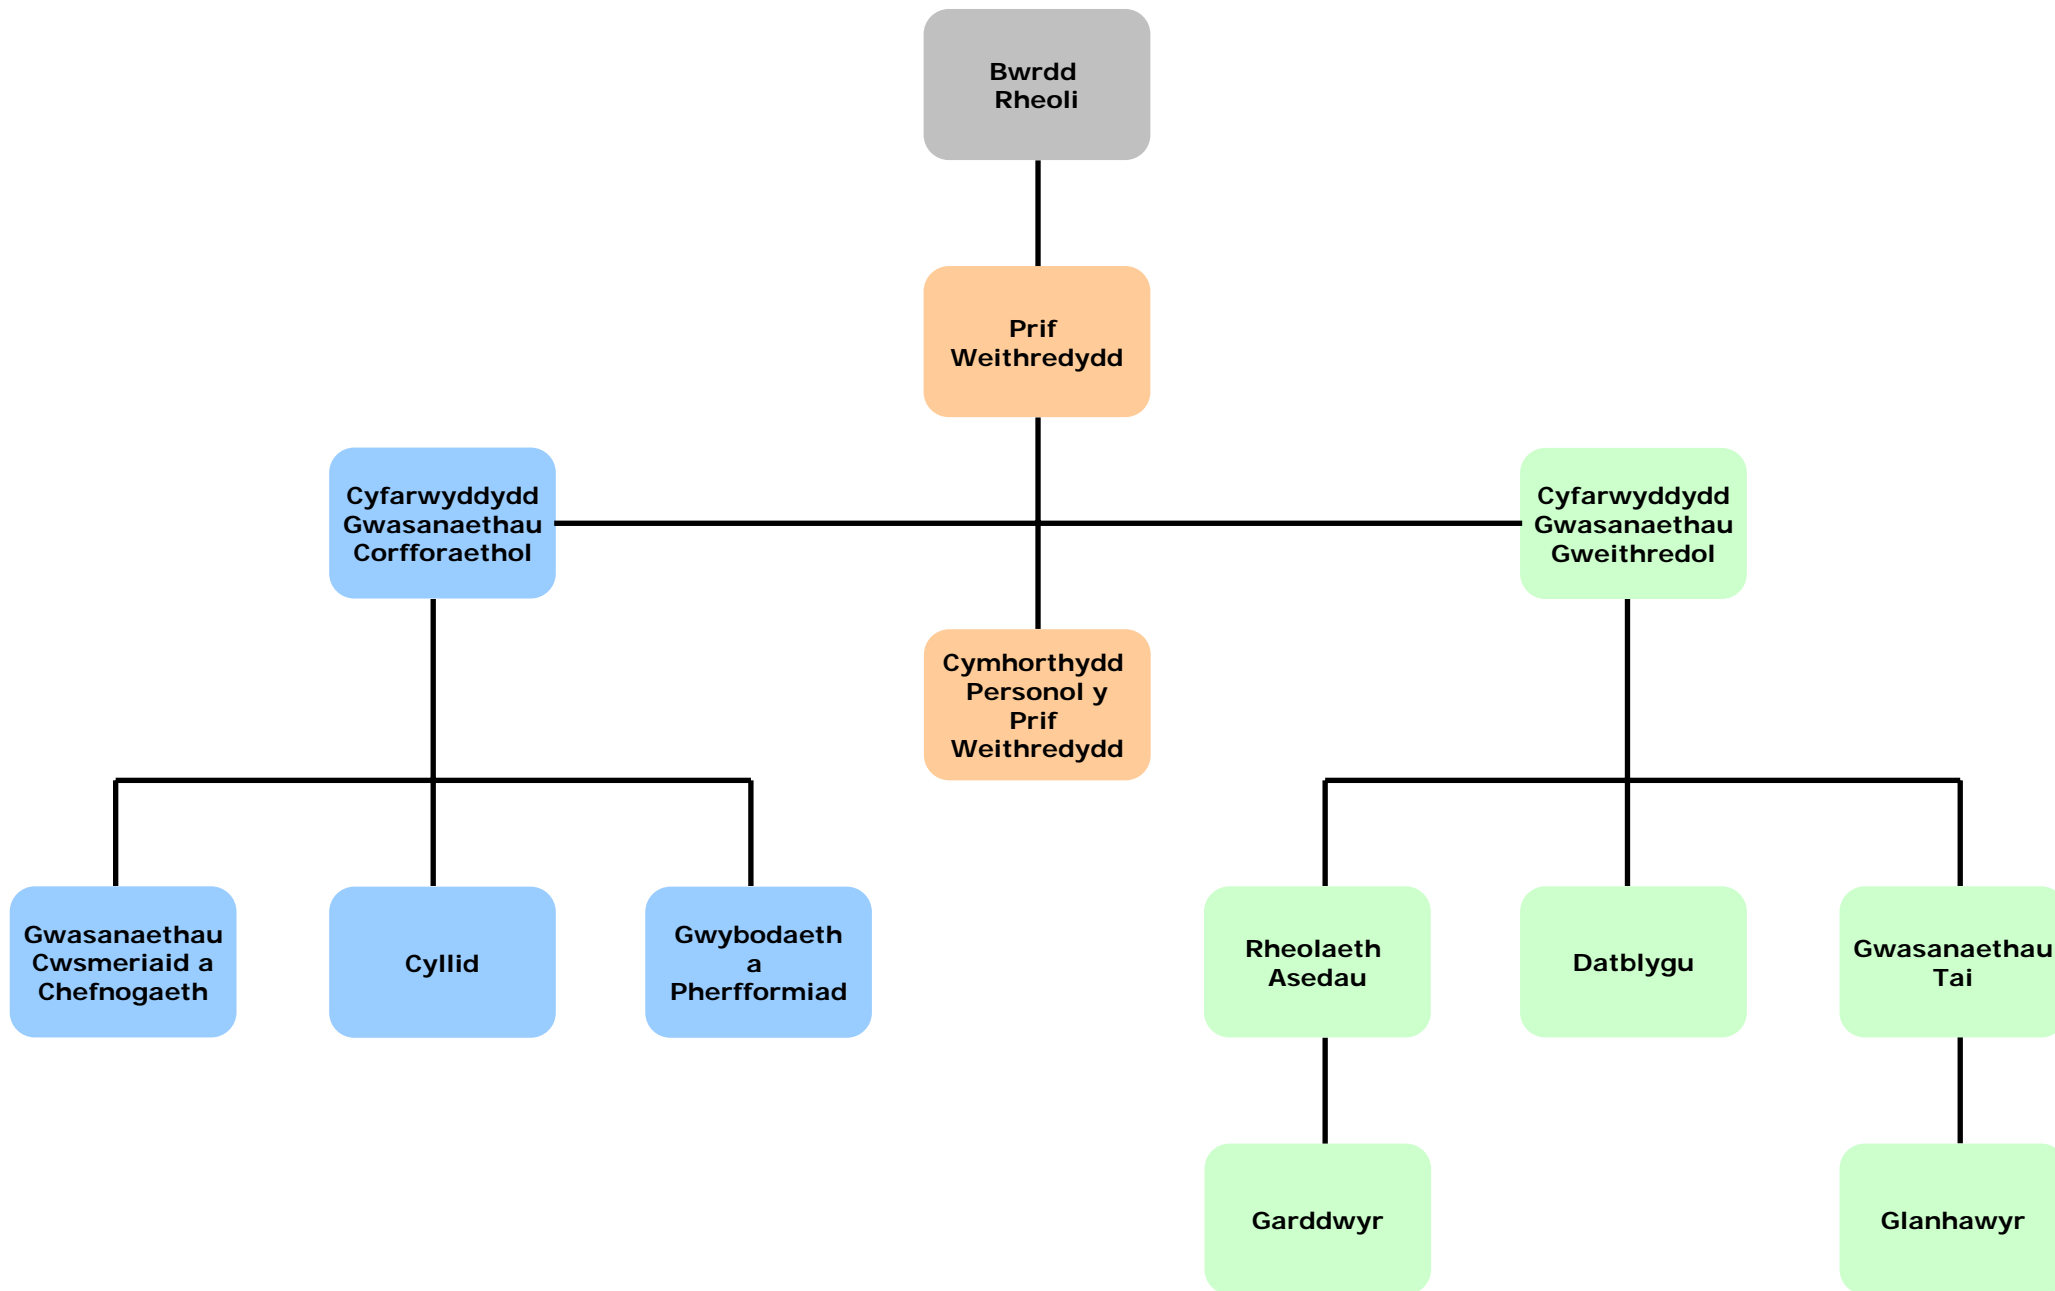 Bwrdd
Rheoli
Prif
Weithredydd
Cyfarwyddydd
Gwasanaethau
Corfforaethol
Cyfarwyddydd
Gwasanaethau
Gweithredol
Cymhorthydd
Personol y
Prif
Weithredydd
Gwasanaethau
Cwsmeriaid a
Chefnogaeth
Cyllid
Gwybodaeth
a
Pherfformiad
Rheolaeth
Asedau
Datblygu
Gwasanaethau
Tai
Garddwyr
Glanhawyr